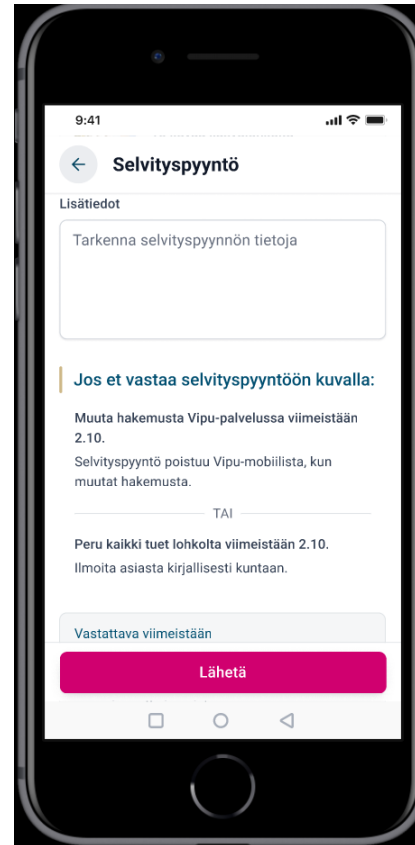 9:41
Selvityspyyntö
Lisätiedot
Tarkenna selvityspyynnön tietoja
Jos et vastaa selvityspyyntöön kuvalla:
Muuta hakemusta Vipu-palvelussa viimeistään
2.10.
Selvityspyyntö poistuu Vipu-mobiilista, kun
muutat hakemusta.
TAI
Peru kaikki tuet lohkolta viimeistään 2.10.
Ilmoita asiasta kirjallisesti kuntaan.
Vastattava viimeistään
Lähetä